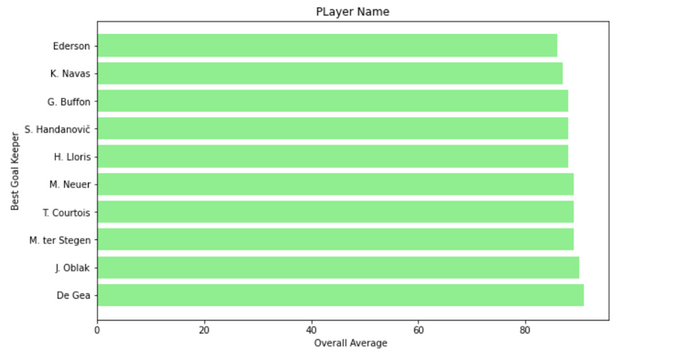 PLayer Name
Best Goal Keeper
Ederson
K. Navas
G. Buffon
S. Handanovič
H. Lloris
M. Neuer
T. Courtois
M. ter Stegen
J. Oblak
De Gea
0 20 40 60 80
Overall Average